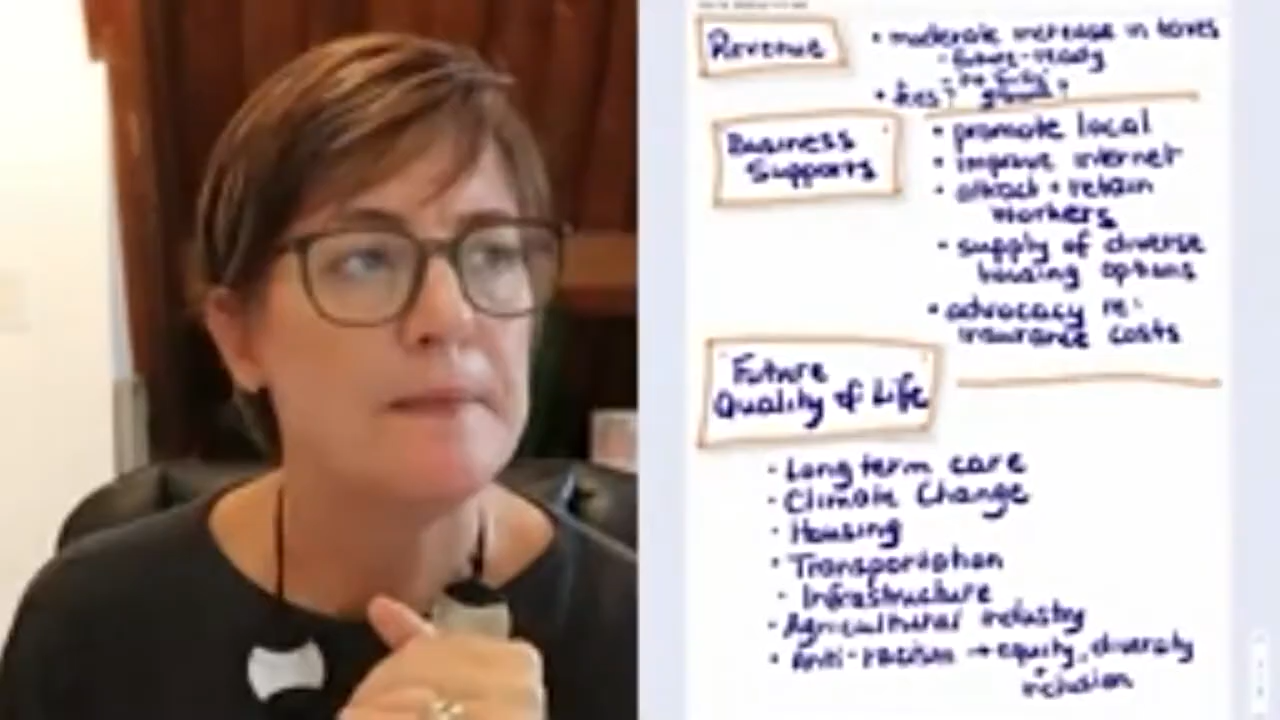 Revenue
• moderate increase in taxes
- future-ready
• fees?
Business
Supports
• promote local
• improve internet
• attract + retain
workers
• supply of diverse
housing options
• advocacy re:
insurance costs
Future
Quality of Life
• Long term care
• Climate Change
• Housing
• Transportation
• Infrastructure
• Agricultural industry
• Anti-racism → equity, diversity
+
inclusion